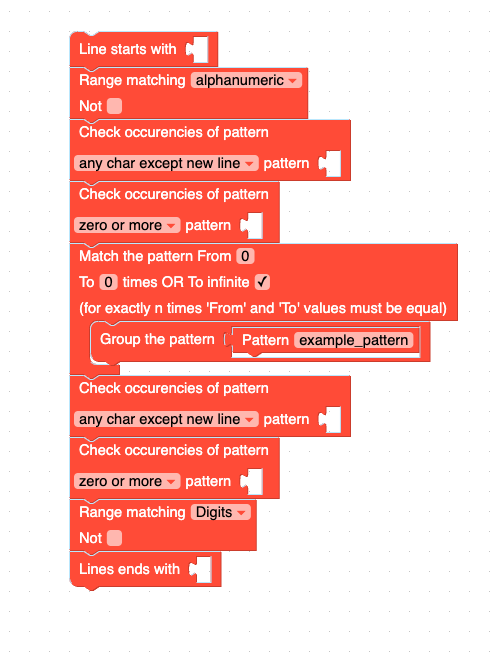 Line starts with
Range matching alphanumeric
Not
Check occurencies of pattern
any char except new line pattern
Check occurencies of pattern
zero or more pattern
Match the pattern From 0
To 0 times OR To infinite ✓
(for exactly n times 'From' and 'To' values must be equal)
Group the pattern Pattern example_pattern
Check occurencies of pattern
any char except new line pattern
Check occurencies of pattern
zero or more pattern
Range matching Digits
Not
Lines ends with